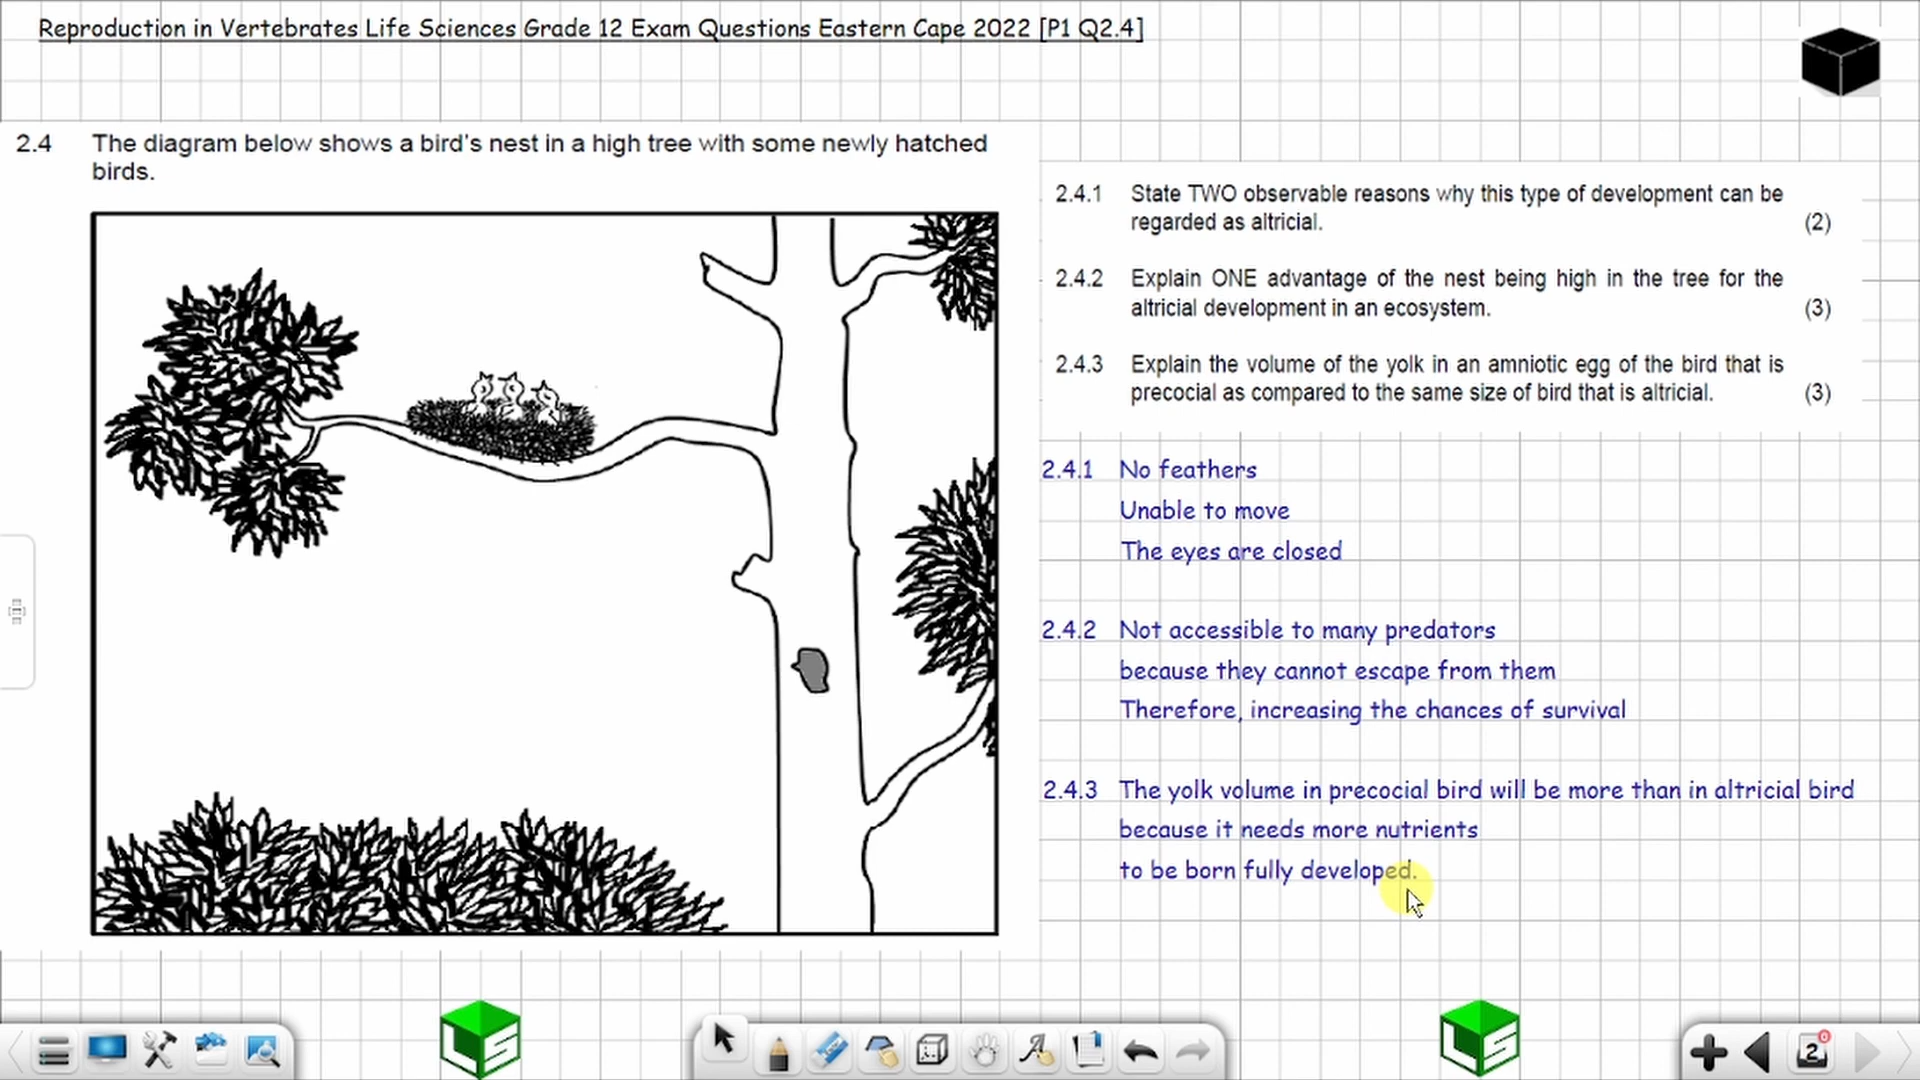 Reproduction in Vertebrates Life Sciences Grade 12 Exam Questions Eastern Cape 2022 [P1 Q2.4]
2.4 The diagram below shows a bird's nest in a high tree with some newly hatched
birds.
2.4.1 State TWO observable reasons why this type of development can be
regarded as altricial. (2)
2.4.2 Explain ONE advantage of the nest being high in the tree for the
altricial development in an ecosystem. (3)
2.4.3 Explain the volume of the yolk in an amniotic egg of the bird that is
precocial as compared to the same size of bird that is altricial. (3)
2.4.1 No feathers
Unable to move
The eyes are closed
2.4.2 Not accessible to many predators
because they cannot escape from them
Therefore, increasing the chances of survival
2.4.3 The yolk volume in precocial bird will be more than in altricial bird
because it needs more nutrients
to be born fully developed.
LS
LS
2
0